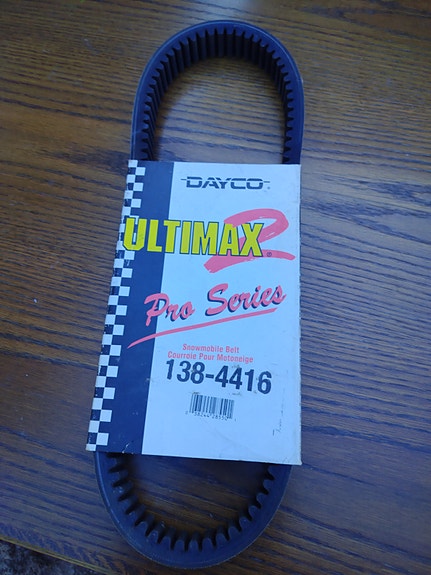 DAYCO
ULTIMAX 2
Pro Series
Snowmobile Belt
Courroie Pour Motoneige
138-4416